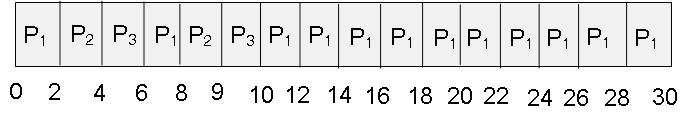 P₁ P₂ P₃ P₁ P₂ P₃ P₁ P₁ P₁ P₁ P₁ P₁ P₁ P₁ P₁ P₁
0 2 4 6 8 9 10 12 14 16 18 20 22 24 26 28 30